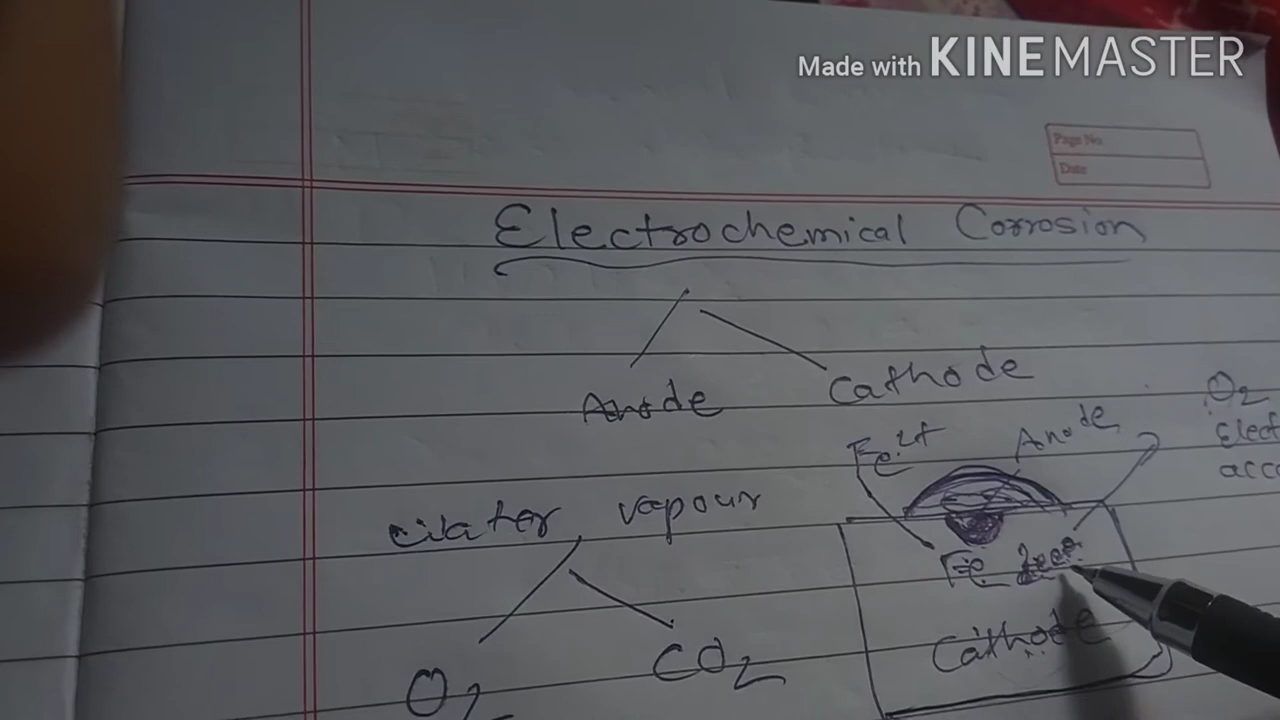 Made with KINEMASTER
Page No.
Date
Electrochemical Corrosion
Anode
Cathode
O2
Elect
acc
Fe2+
Anode
water vapour
Fe
Cathode
O2
CO2